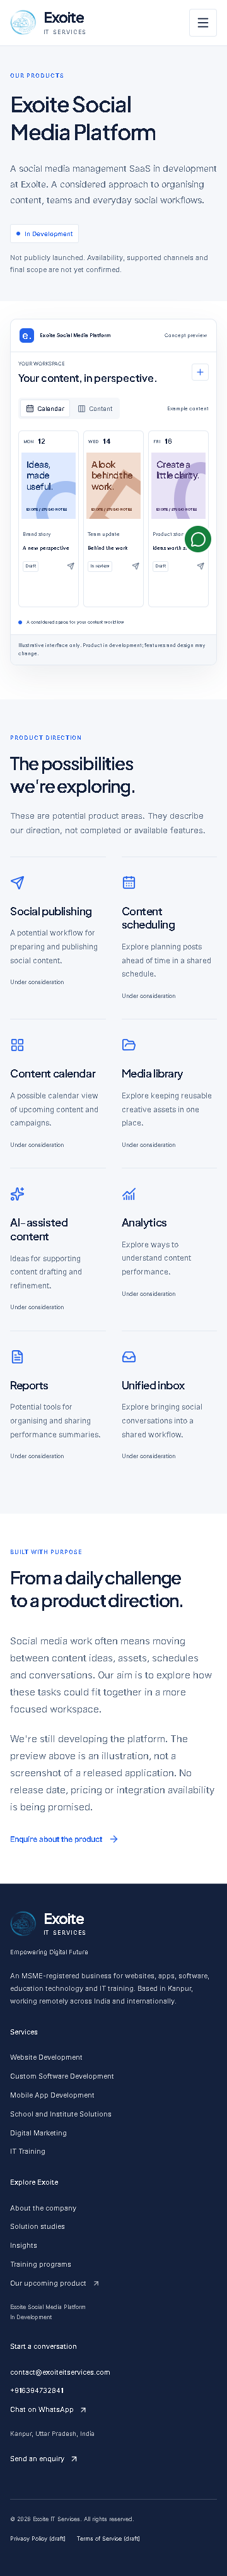 Exoite
IT SERVICES
OUR PRODUCTS
Exoite Social
Media Platform
A social media management SaaS in development
at Exoite. A considered approach to organising
content, teams and everyday social workflows.
In Development
Not publicly launched. Availability, supported channels and
final scope are not yet confirmed.
e.
Exoite Social Media Platform
Concept preview
YOUR WORKSPACE
Your content, in perspective.
+
Calendar
Content
Example content
MON 12
WED 14
FRI 16
Ideas,
made
useful.
A look
behind the
work.
Create a
little clarity.
EXOITE / STUDIO NOTES
EXOITE / STUDIO NOTES
EXOITE / STUDIO NOTES
Brand story
Team update
Product stor
A new perspective
Behind the work
Ideas worth s
Draft
In review
Draft
A considered space for your content workflow
Illustrative interface only. Product in development; features and design may
change.
PRODUCT DIRECTION
The possibilities
we're exploring.
These are potential product areas. They describe
our direction, not completed or available features.
Social publishing
A potential workflow for
preparing and publishing
social content.
Under consideration
Content
scheduling
Explore planning posts
ahead of time in a shared
schedule.
Under consideration
Content calendar
A possible calendar view
of upcoming content and
campaigns.
Under consideration
Media library
Explore keeping reusable
creative assets in one
place.
Under consideration
AI-assisted
content
Ideas for supporting
content drafting and
refinement.
Under consideration
Analytics
Explore ways to
understand content
performance.
Under consideration
Reports
Potential tools for
organising and sharing
performance summaries.
Under consideration
Unified inbox
Explore bringing social
conversations into a
shared workflow.
Under consideration
BUILT WITH PURPOSE
From a daily challenge
to a product direction.
Social media work often means moving
between content ideas, assets, schedules
and conversations. Our aim is to explore how
these tasks could fit together in a more
focused workspace.
We're still developing the platform. The
preview above is an illustration, not a
screenshot of a released application. No
release date, pricing or integration availability
is being promised.
Enquire about the product
Exoite
IT SERVICES
Empowering Digital Future
An MSME-registered business for websites, apps, software,
education technology and IT training. Based in Kanpur,
working remotely across India and internationally.
Services
Website Development
Custom Software Development
Mobile App Development
School and Institute Solutions
Digital Marketing
IT Training
Explore Exoite
About the company
Solution studies
Insights
Training programs
Our upcoming product
Exoite Social Media Platform
In Development
Start a conversation
contact@exoiteitservices.com
+916394732841
Chat on WhatsApp
Kanpur, Uttar Pradesh, India
Send an enquiry
© 2026 Exoite IT Services. All rights reserved.
Privacy Policy (draft)
Terms of Service (draft)